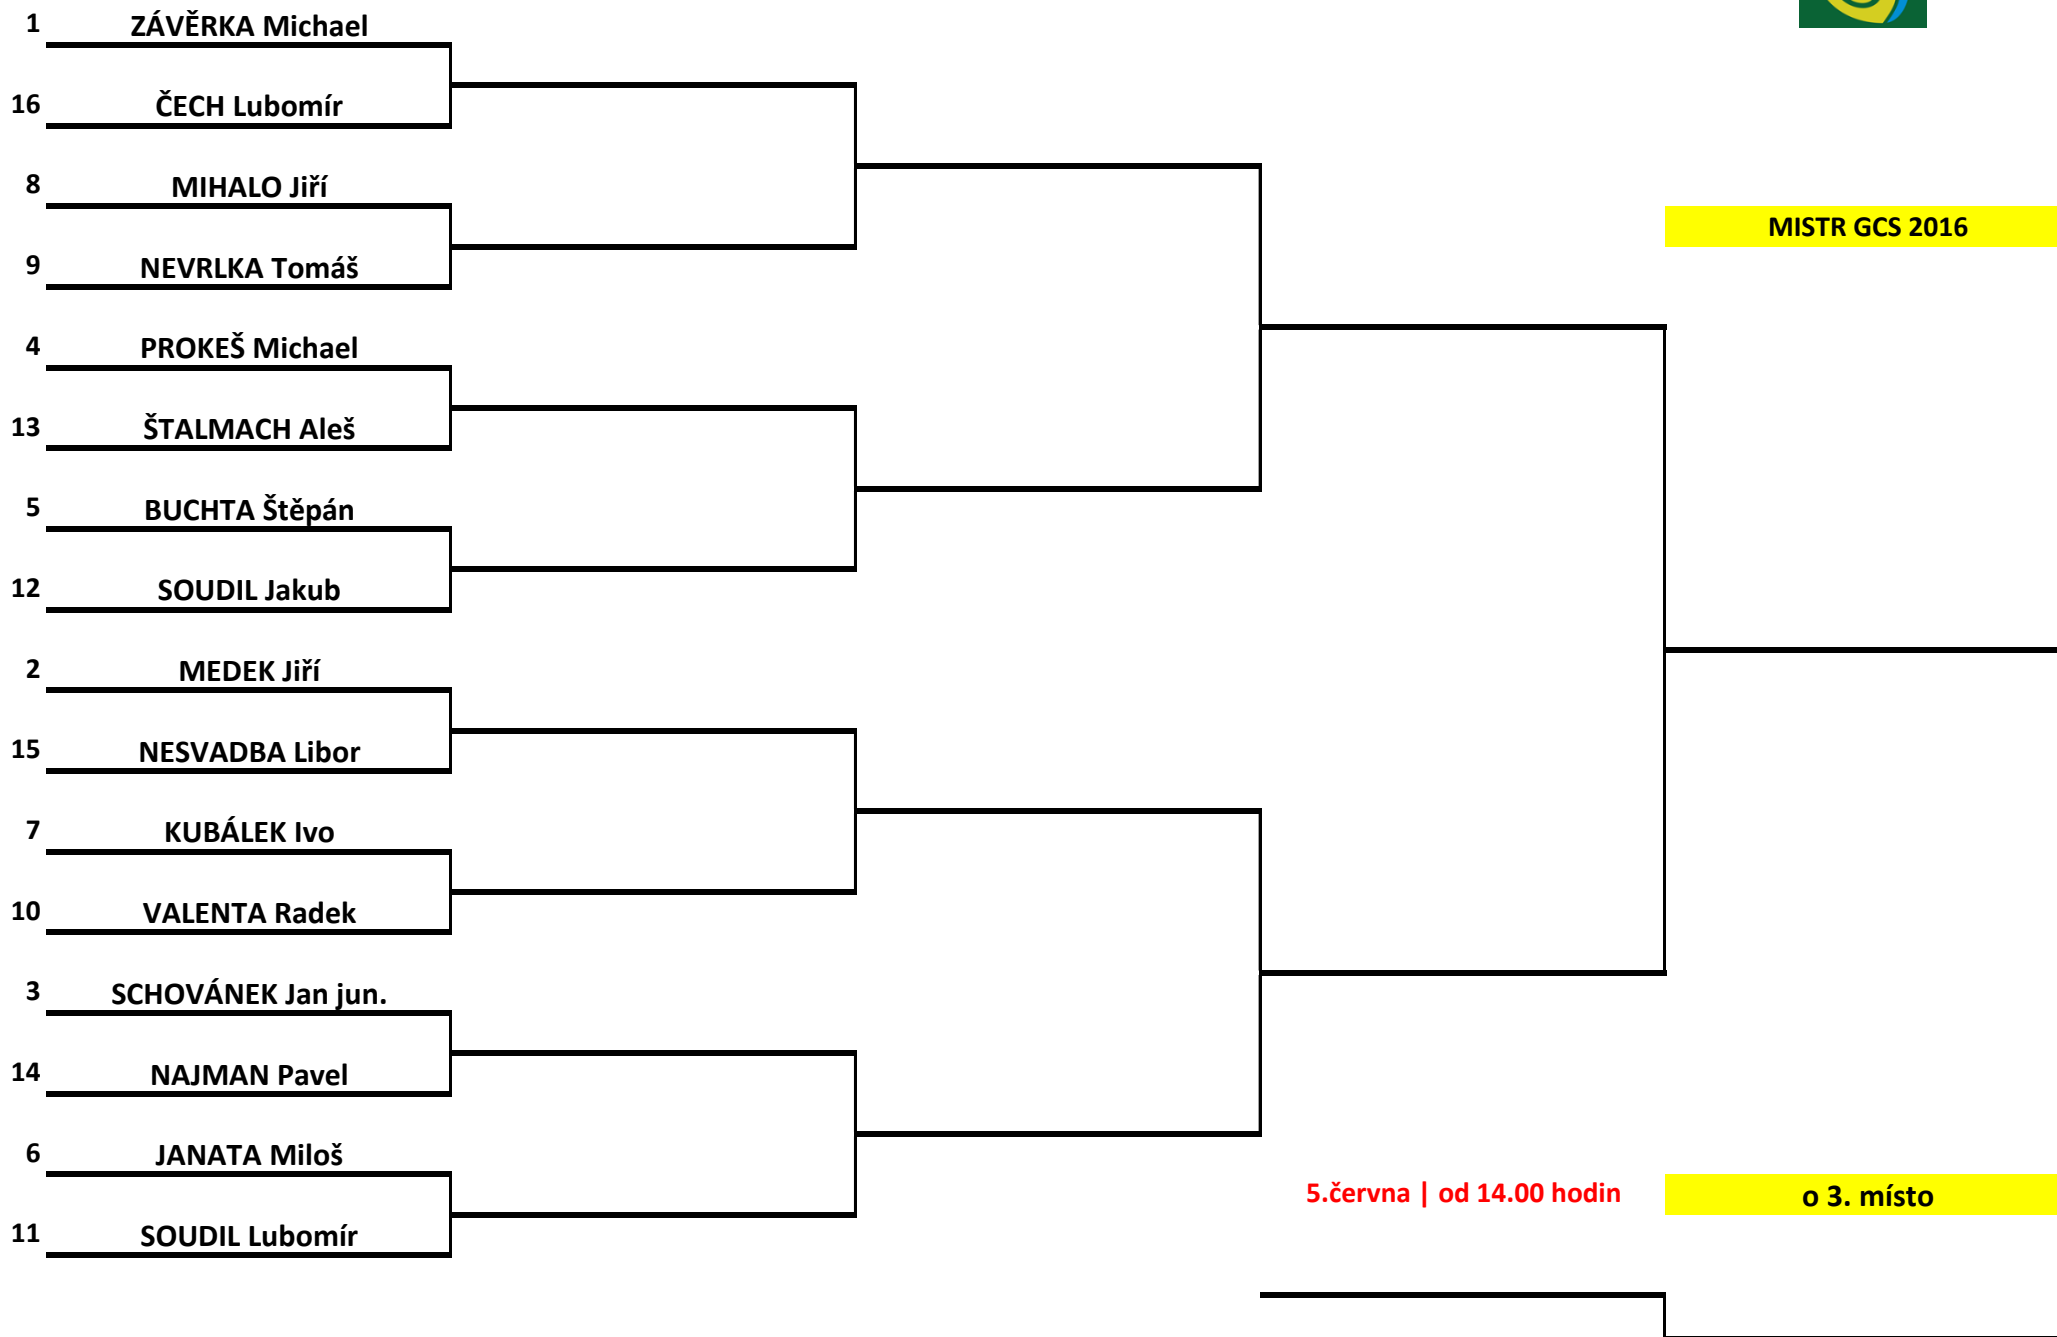 1 ZÁVĚRKA Michael
16 ČECH Lubomír
8 MIHALO Jiří
MISTR GCS 2016
9 NEVRLKA Tomáš
4 PROKEŠ Michael
13 ŠTALMACH Aleš
5 BUCHTA Štěpán
12 SOUDIL Jakub
2 MEDEK Jiří
15 NESVADBA Libor
7 KUBÁLEK Ivo
10 VALENTA Radek
3 SCHOVÁNEK Jan jun.
14 NAJMAN Pavel
6 JANATA Miloš
5.června | od 14.00 hodin
o 3. místo
11 SOUDIL Lubomír